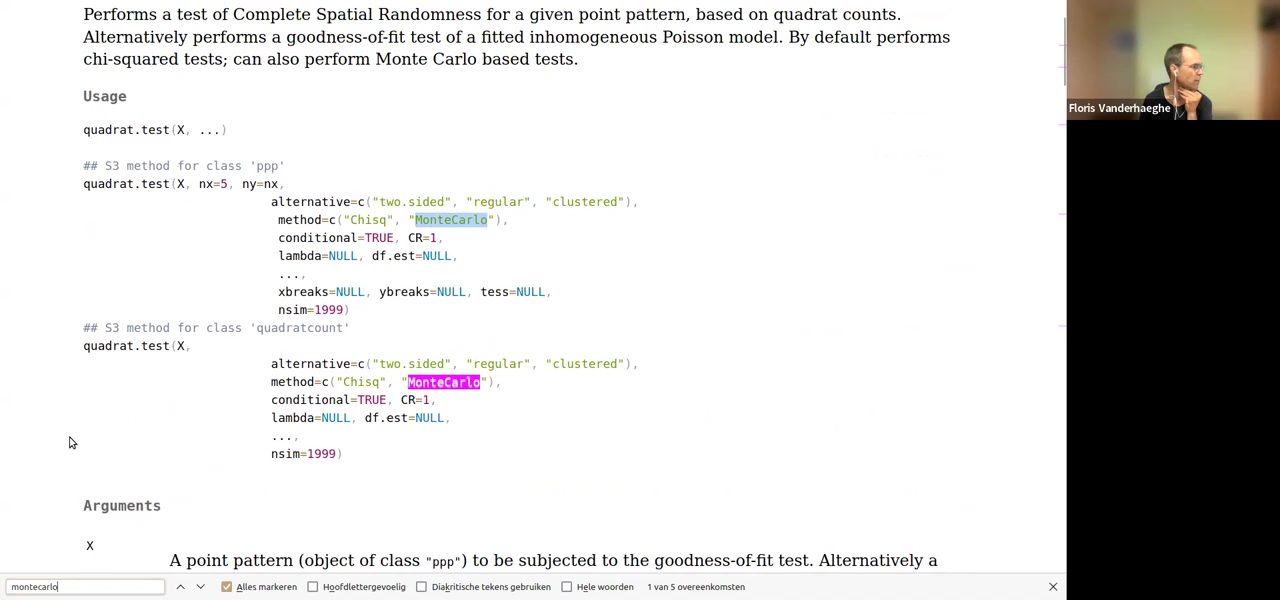 Performs a test of Complete Spatial Randomness for a given point pattern, based on quadrat counts.
Alternatively performs a goodness-of-fit test of a fitted inhomogeneous Poisson model. By default performs
chi-squared tests; can also perform Monte Carlo based tests.
Usage
quadrat.test(X, ...)
## S3 method for class 'ppp'
quadrat.test(X, nx=5, ny=nx,
alternative=c("two.sided", "regular", "clustered"),
method=c("Chisq", "MonteCarlo"),
conditional=TRUE, CR=1,
lambda=NULL, df.est=NULL,
...,
xbreaks=NULL, ybreaks=NULL, tess=NULL,
nsim=1999)
## S3 method for class 'quadratcount'
quadrat.test(X,
alternative=c("two.sided", "regular", "clustered"),
method=c("Chisq", "MonteCarlo"),
conditional=TRUE, CR=1,
lambda=NULL, df.est=NULL,
...,
nsim=1999)
Arguments
X
A point pattern (object of class "ppp") to be subjected to the goodness-of-fit test. Alternatively a
montecarlo
Alles markeren
Hoofdlettergevoelig
Diakritische tekens gebruiken
Hele woorden
1 van 5 overeenkomsten
Floris Vanderhaeghe